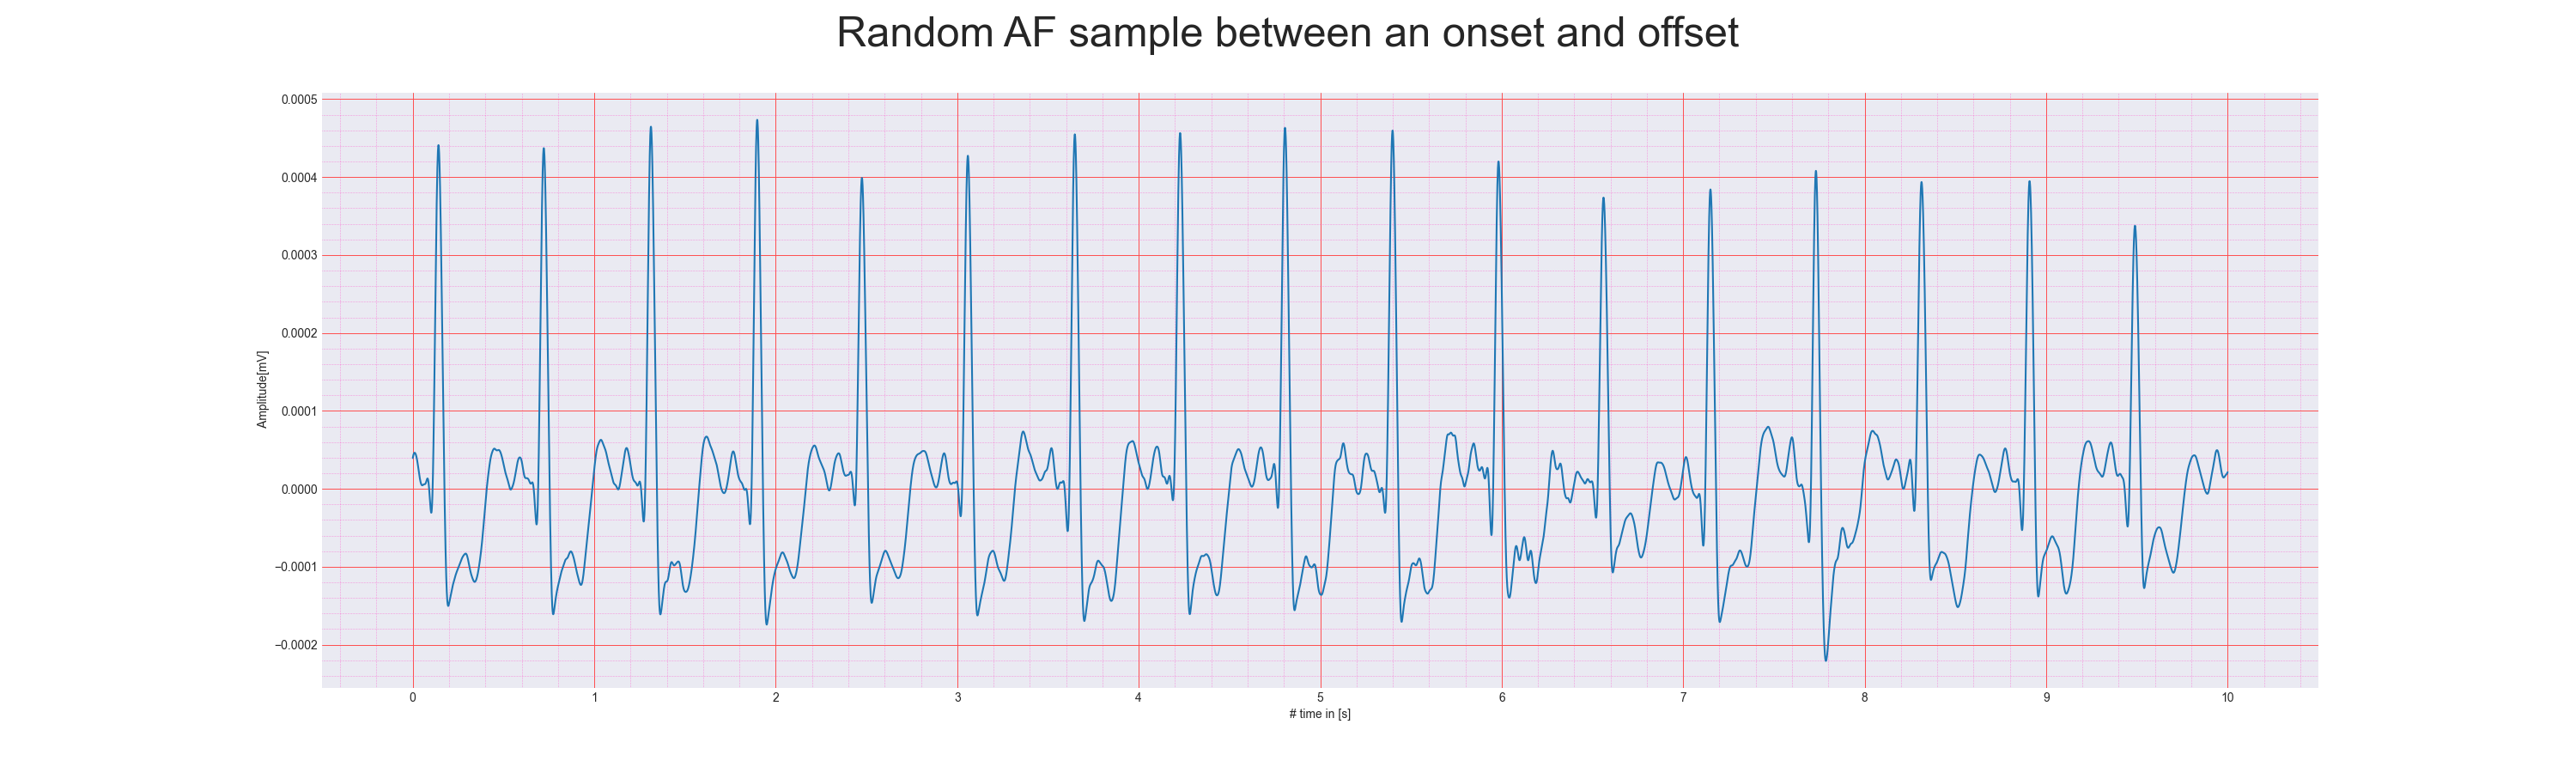 Random AF sample between an onset and offset
0.0005
0.0004
0.0003
0.0002
0.0001
0.0000
−0.0001
−0.0002
Amplitude[mV]
0 1 2 3 4 5 6 7 8 9 10
# time in [s]